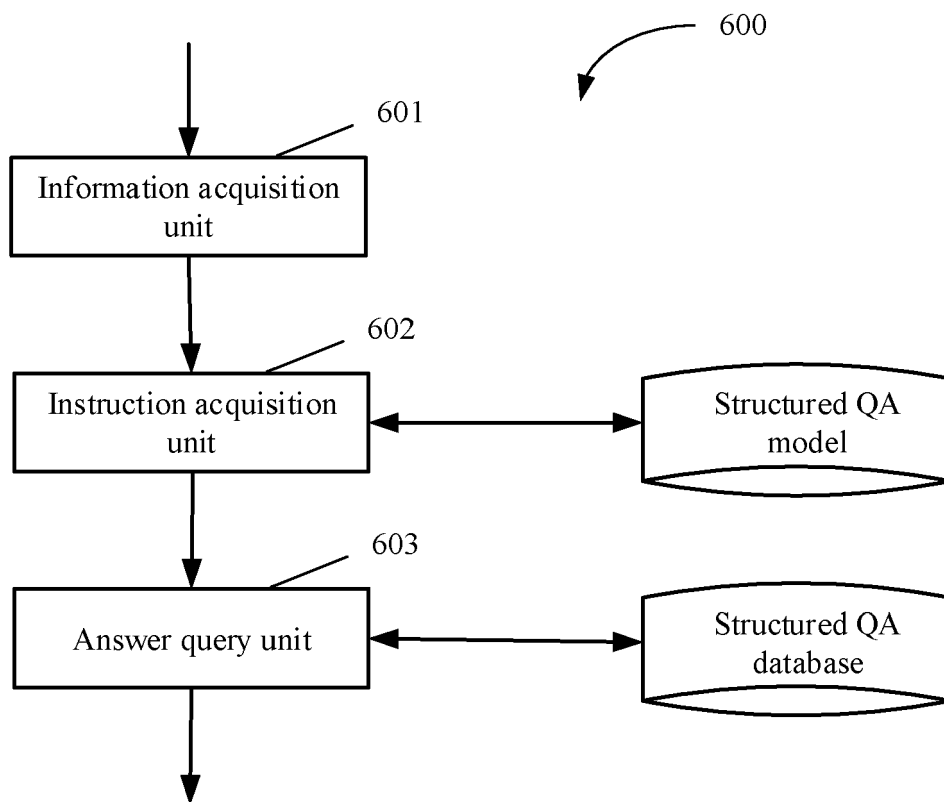 600
601
Information acquisition
unit
602
Instruction acquisition
unit
Structured QA
model
603
Answer query unit
Structured QA
database